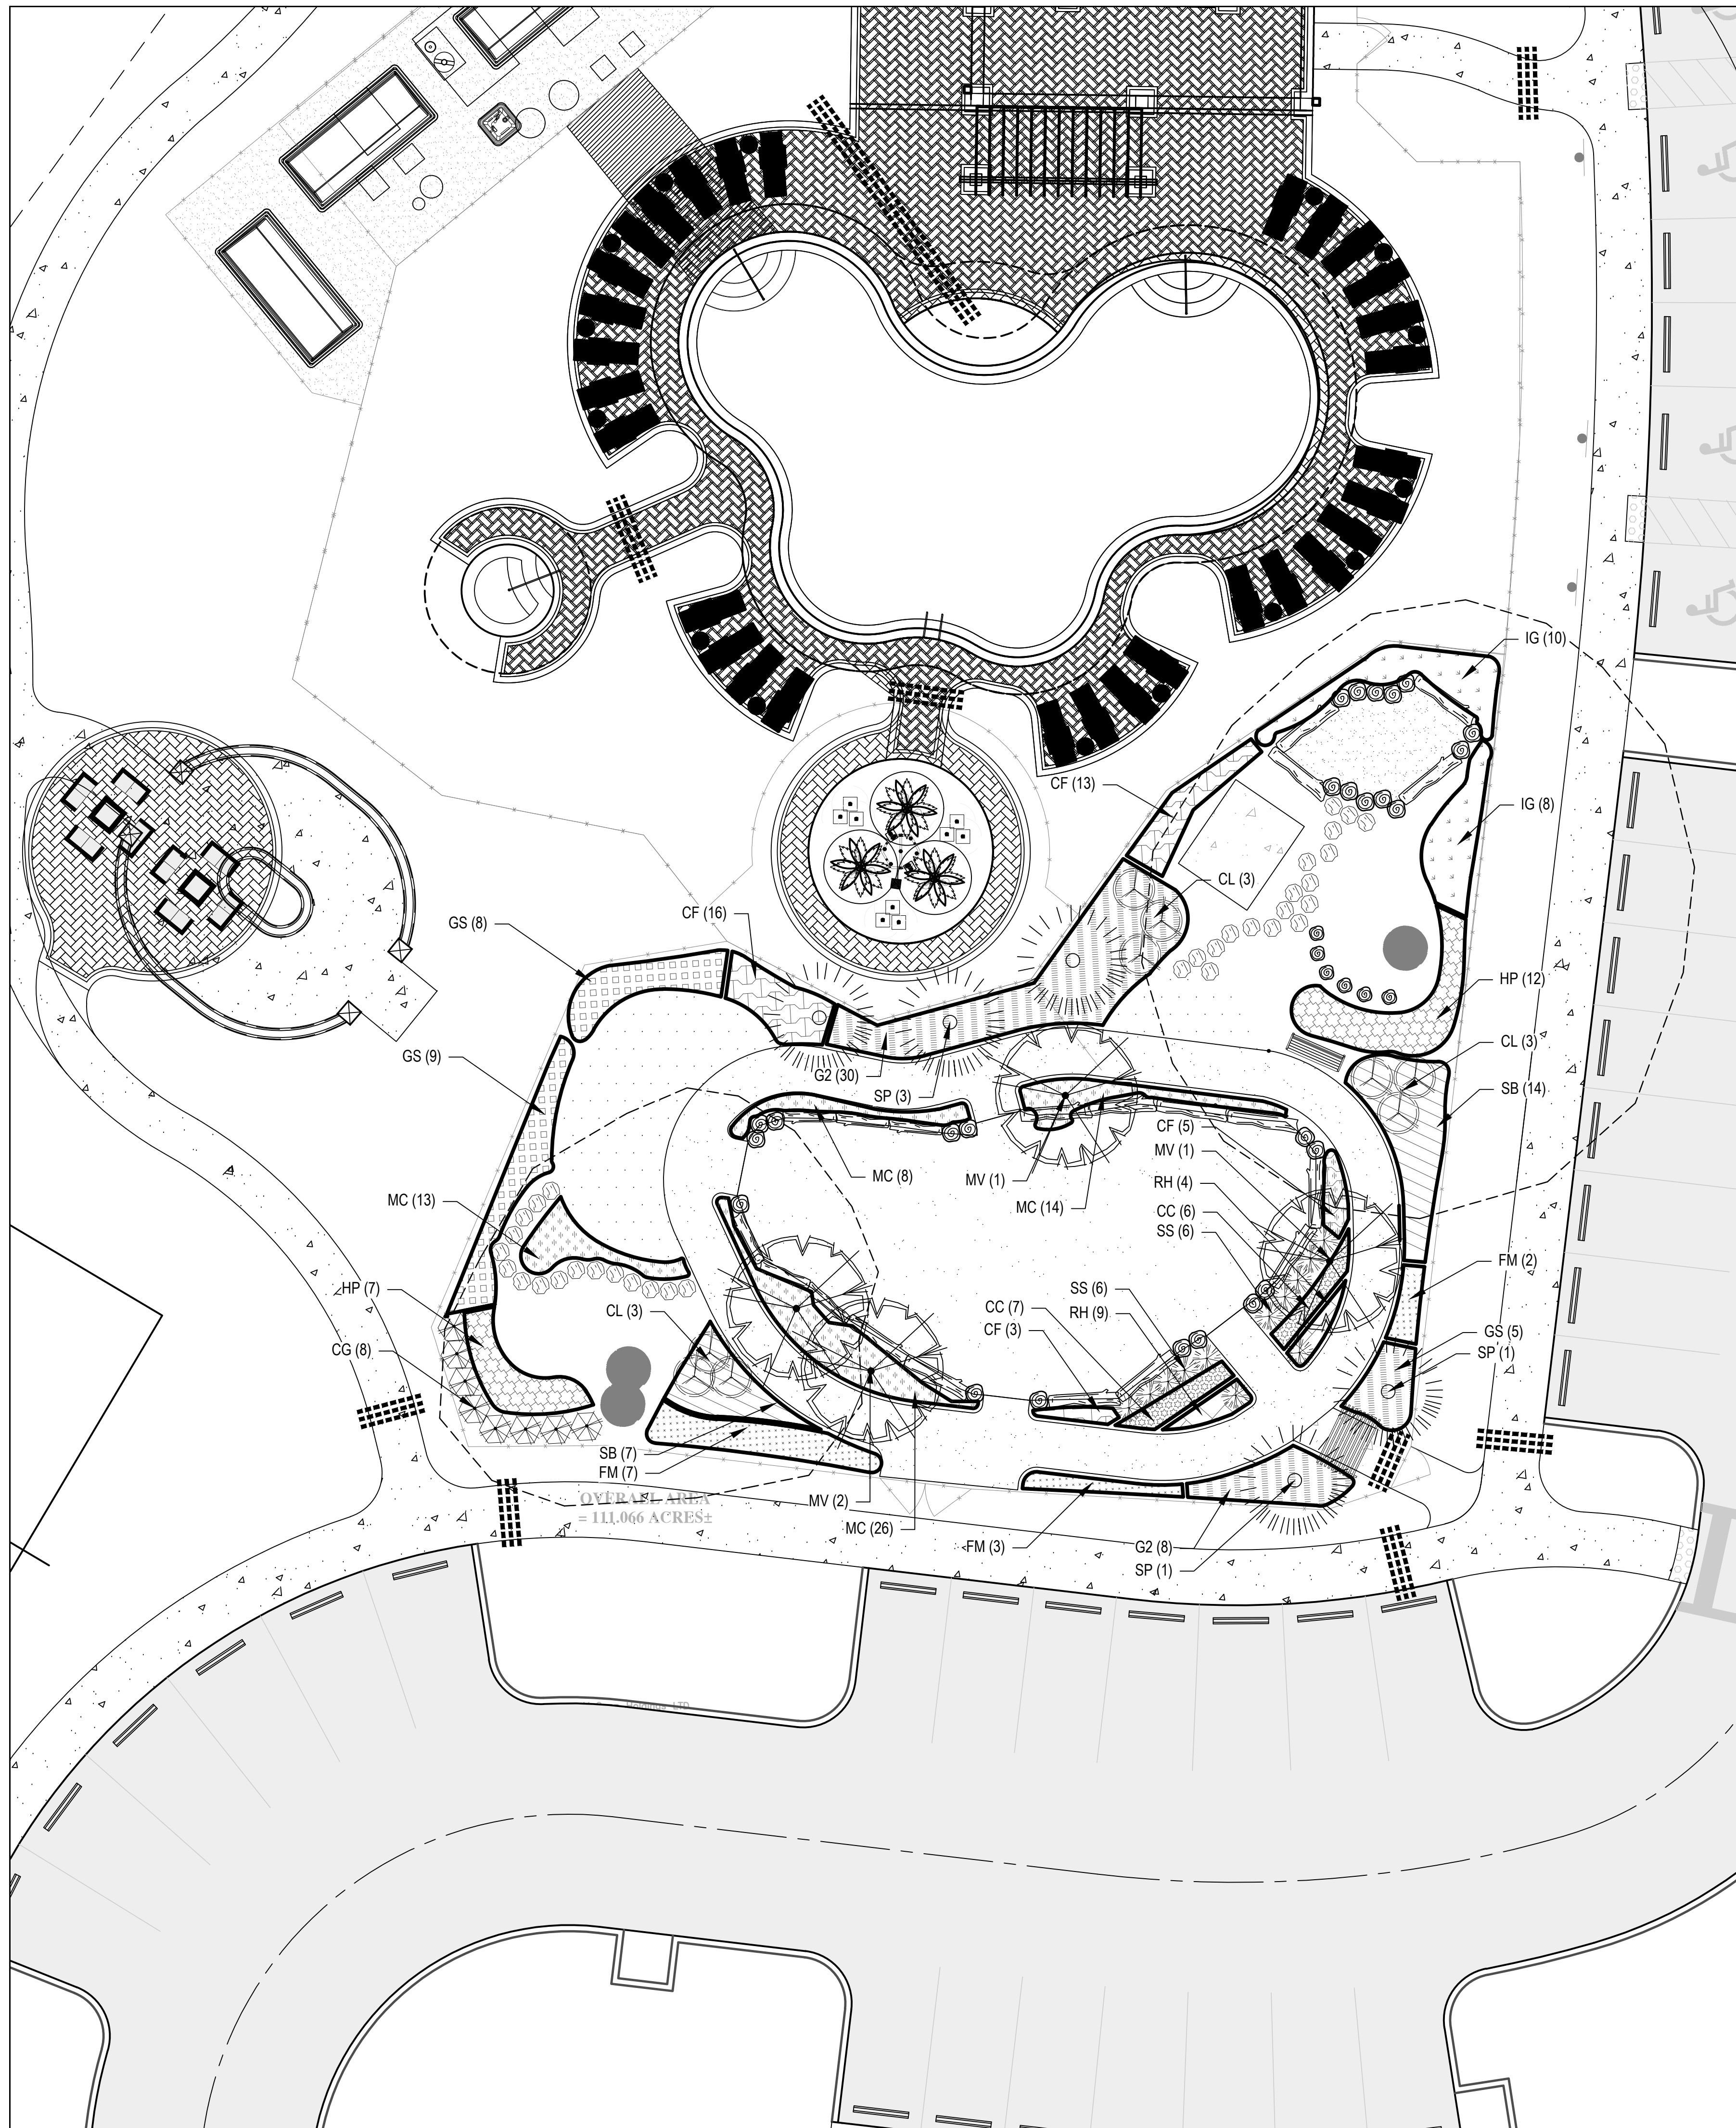 IG (10)
CF (13)
IG (8)
CL (3)
CF (16)
GS (8)
HP (12)
CL (3)
GS (9)
G2 (30)
SB (14)
SP (3)
CF (5)
MV (1)
MC (8)
MV (1)
RH (4)
MC (13)
MC (14)
CC (6)
SS (6)
FM (2)
HP (7)
SS (6)
CL (3)
CC (7)
RH (9)
CF (3)
GS (5)
CG (8)
SP (1)
SB (7)
FM (7)
OVERALL AREA
MV (2)
= 111.066 ACRES±
MC (26)
FM (3)
G2 (8)
SP (1)
Holdings, LTD